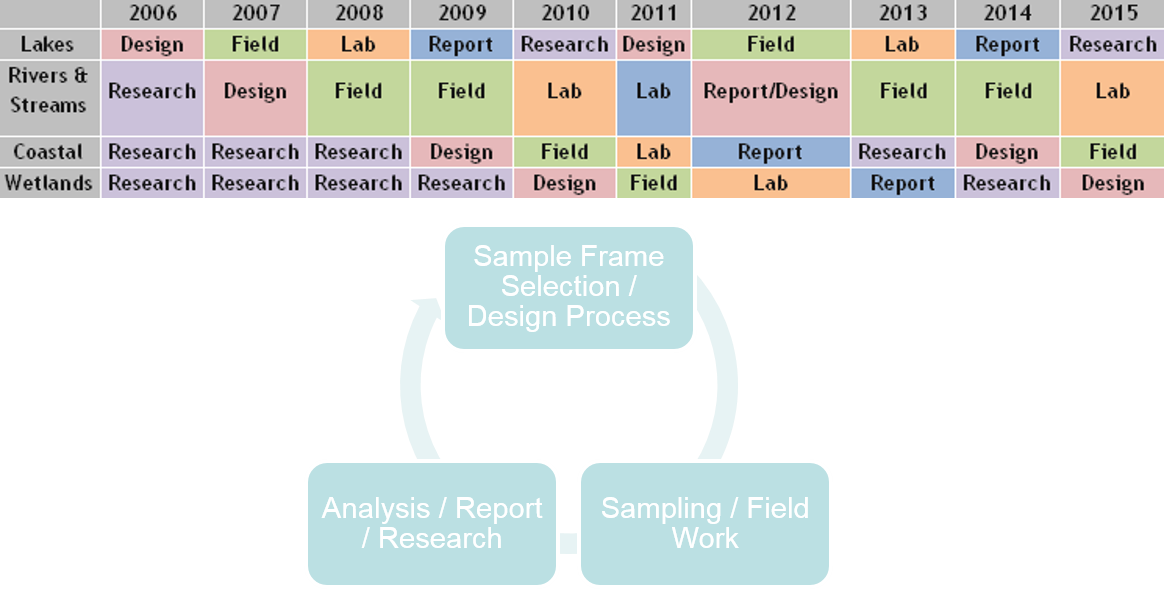 2006 2007 2008 2009 2010 2011 2012 2013 2014 2015
Lakes Design Field Lab Report Research Design Field Lab Report Research
Rivers &
Streams Research Design Field Field Lab Lab Report/Design Field Field Lab
Coastal Research Research Research Design Field Lab Report Research Design Field
Wetlands Research Research Research Research Design Field Lab Report Research Design
Sample Frame
Selection /
Design Process
Analysis / Report
/ Research
Sampling / Field
Work